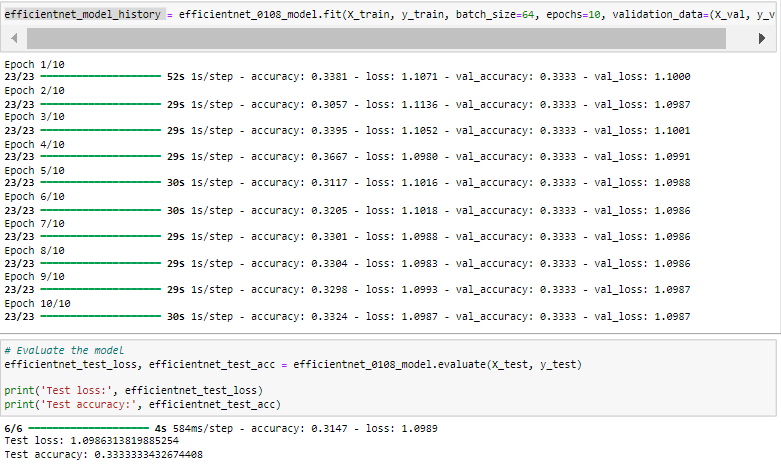 efficientnet_model_history = efficientnet_0108_model.fit(X_train, y_train, batch_size=64, epochs=10, validation_data=(X_val, y_v
Epoch 1/10
23/23 52s 1s/step - accuracy: 0.3381 - loss: 1.1071 - val_accuracy: 0.3333 - val_loss: 1.1000
Epoch 2/10
23/23 29s 1s/step - accuracy: 0.3057 - loss: 1.1136 - val_accuracy: 0.3333 - val_loss: 1.0987
Epoch 3/10
23/23 29s 1s/step - accuracy: 0.3395 - loss: 1.1052 - val_accuracy: 0.3333 - val_loss: 1.1001
Epoch 4/10
23/23 29s 1s/step - accuracy: 0.3667 - loss: 1.0980 - val_accuracy: 0.3333 - val_loss: 1.0991
Epoch 5/10
23/23 30s 1s/step - accuracy: 0.3117 - loss: 1.1016 - val_accuracy: 0.3333 - val_loss: 1.0988
Epoch 6/10
23/23 30s 1s/step - accuracy: 0.3205 - loss: 1.1018 - val_accuracy: 0.3333 - val_loss: 1.0986
Epoch 7/10
23/23 29s 1s/step - accuracy: 0.3301 - loss: 1.0988 - val_accuracy: 0.3333 - val_loss: 1.0986
Epoch 8/10
23/23 29s 1s/step - accuracy: 0.3304 - loss: 1.0983 - val_accuracy: 0.3333 - val_loss: 1.0986
Epoch 9/10
23/23 29s 1s/step - accuracy: 0.3298 - loss: 1.0993 - val_accuracy: 0.3333 - val_loss: 1.0987
Epoch 10/10
23/23 30s 1s/step - accuracy: 0.3324 - loss: 1.0987 - val_accuracy: 0.3333 - val_loss: 1.0987
# Evaluate the model
efficientnet_test_loss, efficientnet_test_acc = efficientnet_0108_model.evaluate(X_test, y_test)
print('Test loss:', efficientnet_test_loss)
print('Test accuracy:', efficientnet_test_acc)
6/6 4s 584ms/step - accuracy: 0.3147 - loss: 1.0989
Test loss: 1.0986313819885254
Test accuracy: 0.3333333432674408